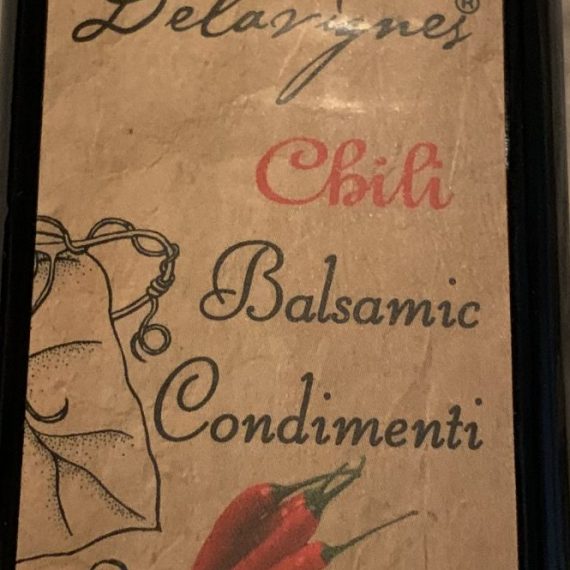 Delavignes®
Chili
Balsamic
Condimenti